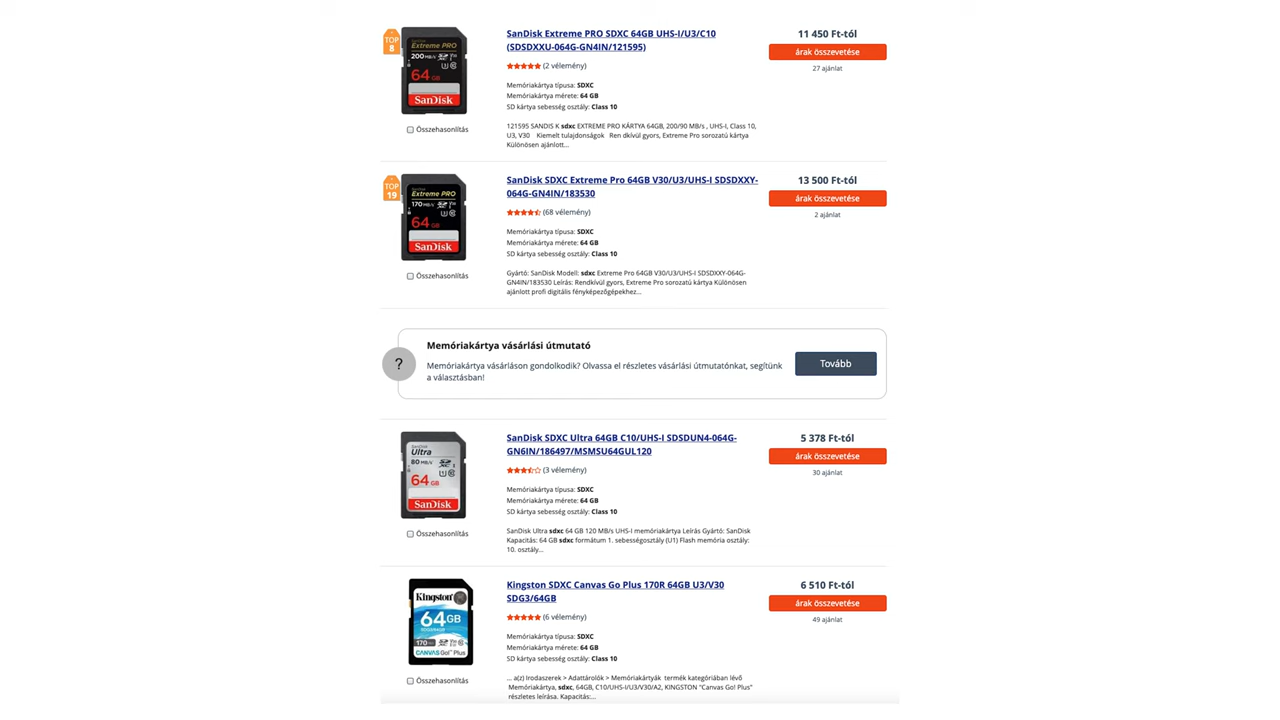 TOP
8
SanDisk
Extreme PRO
200 MB/s
64 GB
SanDisk
Összehasonlítás
SanDisk Extreme PRO SDXC 64GB UHS-I/U3/C10
(SDSDXXU-064G-GN4IN/121595)
(2 vélemény)
Memóriakártya típusa: SDXC
Memóriakártya mérete: 64 GB
SD kártya sebesség osztály: Class 10
121595 SANDIS K sdxc EXTREME PRO KÁRTYA 64GB, 200/90 MB/s , UHS-I, Class 10,
U3, V30 Kiemelt tulajdonságok Ren dkívül gyors, Extreme Pro sorozatú kártya
Különösen ajánlott...
11 450 Ft-tól
árak összevetése
27 ajánlat
TOP
19
SanDisk
Extreme PRO
170 MB/s
64 GB
SanDisk
Összehasonlítás
SanDisk SDXC Extreme Pro 64GB V30/U3/UHS-I SDSDXXY-
064G-GN4IN/183530
(68 vélemény)
Memóriakártya típusa: SDXC
Memóriakártya mérete: 64 GB
SD kártya sebesség osztály: Class 10
Gyártó: SanDisk Modell: sdxc Extreme Pro 64GB V30/U3/UHS-I SDSDXXY-064G-
GN4IN/183530 Leírás: Rendkívül gyors, Extreme Pro sorozatú kártya Különösen
ajánlott profi digitális fényképezőgépekhez...
13 500 Ft-tól
árak összevetése
2 ajánlat
?
Memóriakártya vásárlási útmutató
Memóriakártya vásárláson gondolkodik? Olvassa el részletes vásárlási útmutatónkat, segítünk
a választásban!
Tovább
SanDisk
Ultra
80 MB/s
64 GB
SanDisk
Összehasonlítás
SanDisk SDXC Ultra 64GB C10/UHS-I SDSDUN4-064G-
GN6IN/186497/MSMSU64GUL120
(3 vélemény)
Memóriakártya típusa: SDXC
Memóriakártya mérete: 64 GB
SD kártya sebesség osztály: Class 10
SanDisk Ultra sdxc 64 GB 120 MB/s UHS-I memóriakártya Leírás Gyártó: SanDisk
Kapacitás: 64 GB sdxc formátum 1. sebességosztály (U1) Flash memória osztály:
10. osztály...
5 378 Ft-tól
árak összevetése
30 ajánlat
Kingston
64GB
170
CANVAS Go! Plus
Összehasonlítás
Kingston SDXC Canvas Go Plus 170R 64GB U3/V30
SDG3/64GB
(6 vélemény)
Memóriakártya típusa: SDXC
Memóriakártya mérete: 64 GB
SD kártya sebesség osztály: Class 10
... a(z) Irodaszerek > Adattárolók > Memóriakártyák termék kategóriában lévő
Memóriakártya, sdxc, 64GB, C10/UHS-I/U3/V30/A2, KINGSTON "Canvas Go! Plus"
részletes leírása. Kapacitás:...
6 510 Ft-tól
árak összevetése
49 ajánlat